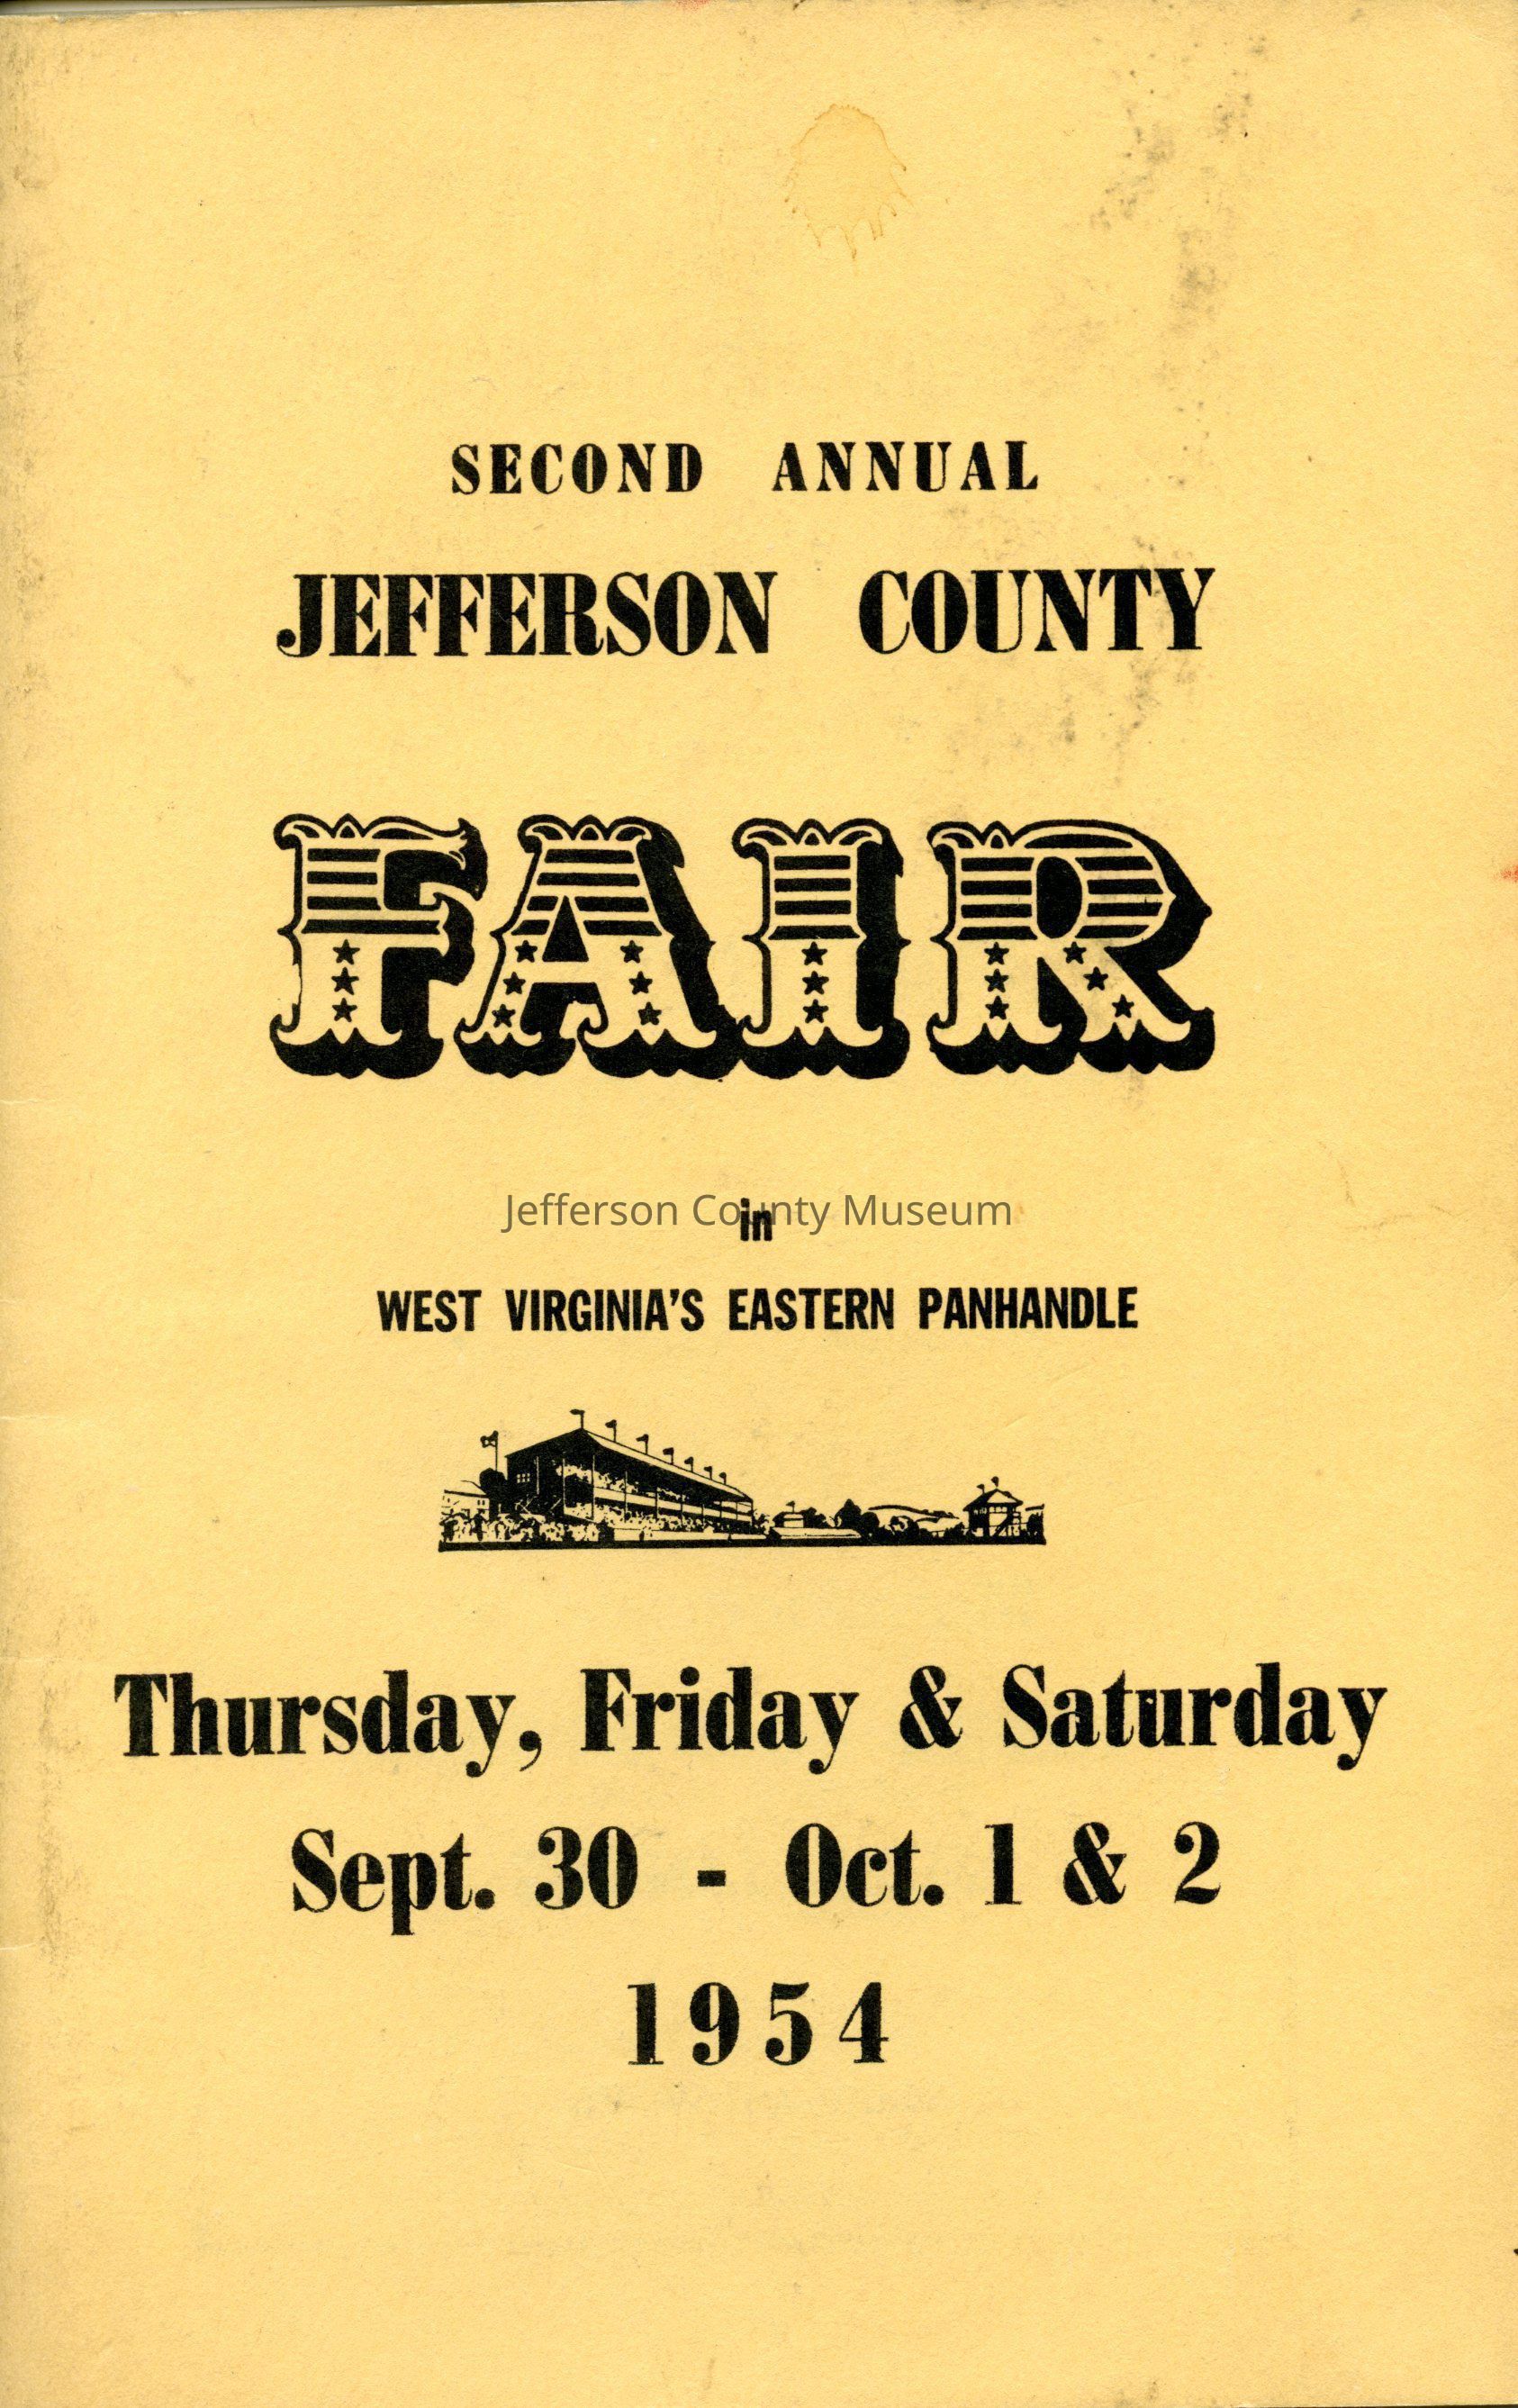 SECOND ANNUAL
JEFFERSON COUNTY
FAIR
Jefferson County Museum
in
WEST VIRGINIA'S EASTERN PANHANDLE
Thursday, Friday & Saturday
Sept. 30 - Oct. 1 & 2
1954